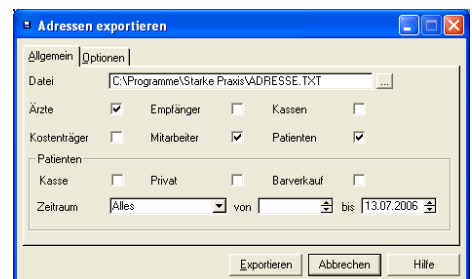 Adressen exportieren
Allgemein Optionen
Datei C:\Programme\Starke Praxis\ADRESSE.TXT ...
Ärzte Empfänger Kassen
Kostenträger Mitarbeiter Patienten
Patienten
Kasse Privat Barverkauf
Zeitraum Alles von bis 13.07.2006
Exportieren Abbrechen Hilfe